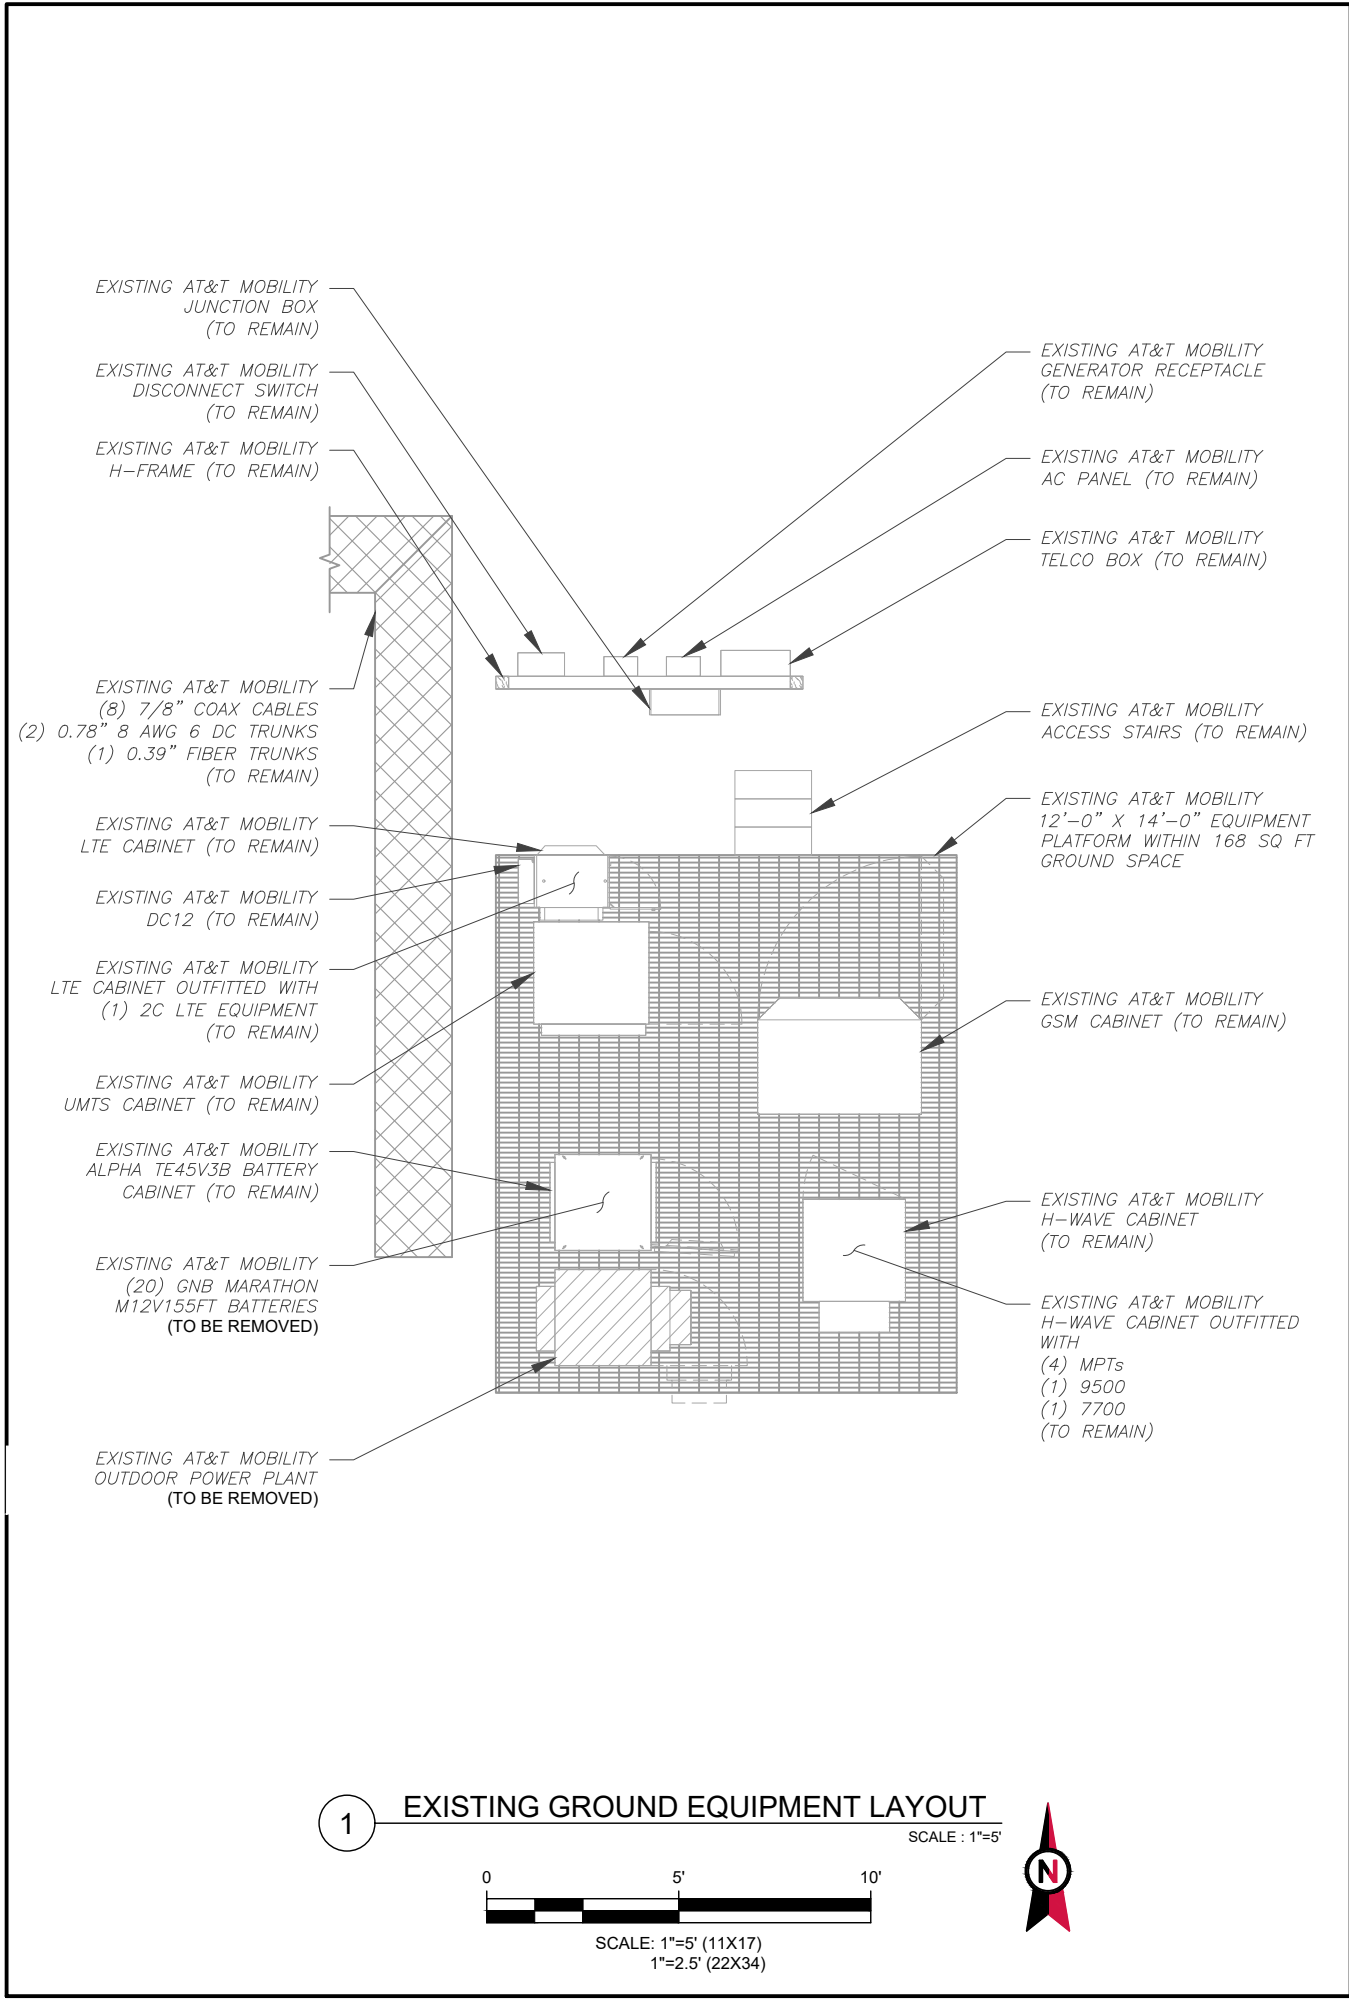 EXISTING AT&T MOBILITY
JUNCTION BOX
(TO REMAIN)
EXISTING AT&T MOBILITY
DISCONNECT SWITCH
(TO REMAIN)
EXISTING AT&T MOBILITY
H-FRAME (TO REMAIN)
EXISTING AT&T MOBILITY
(8) 7/8" COAX CABLES
(2) 0.78" 8 AWG 6 DC TRUNKS
(1) 0.39" FIBER TRUNKS
(TO REMAIN)
EXISTING AT&T MOBILITY
LTE CABINET (TO REMAIN)
EXISTING AT&T MOBILITY
DC12 (TO REMAIN)
EXISTING AT&T MOBILITY
LTE CABINET OUTFITTED WITH
(1) 2C LTE EQUIPMENT
(TO REMAIN)
EXISTING AT&T MOBILITY
UMTS CABINET (TO REMAIN)
EXISTING AT&T MOBILITY
ALPHA TE45V3B BATTERY
CABINET (TO REMAIN)
EXISTING AT&T MOBILITY
(20) GNB MARATHON
M12V155FT BATTERIES
(TO BE REMOVED)
EXISTING AT&T MOBILITY
OUTDOOR POWER PLANT
(TO BE REMOVED)
EXISTING AT&T MOBILITY
GENERATOR RECEPTACLE
(TO REMAIN)
EXISTING AT&T MOBILITY
AC PANEL (TO REMAIN)
EXISTING AT&T MOBILITY
TELCO BOX (TO REMAIN)
EXISTING AT&T MOBILITY
ACCESS STAIRS (TO REMAIN)
EXISTING AT&T MOBILITY
12'-0" X 14'-0" EQUIPMENT
PLATFORM WITHIN 168 SQ FT
GROUND SPACE
EXISTING AT&T MOBILITY
GSM CABINET (TO REMAIN)
EXISTING AT&T MOBILITY
H-WAVE CABINET
(TO REMAIN)
EXISTING AT&T MOBILITY
H-WAVE CABINET OUTFITTED
WITH
(4) MPTs
(1) 9500
(1) 7700
(TO REMAIN)
1
EXISTING GROUND EQUIPMENT LAYOUT
SCALE : 1"=5'
0 5' 10'
SCALE: 1"=5' (11X17)
1"=2.5' (22X34)
N